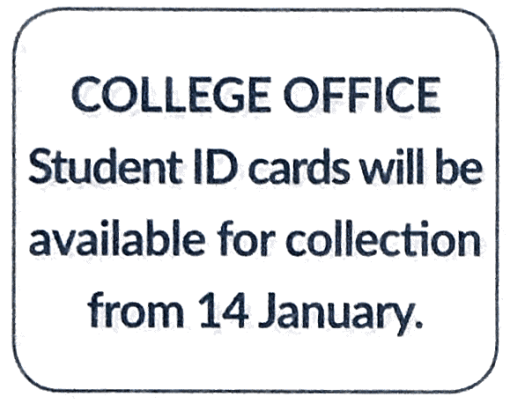 COLLEGE OFFICE
Student ID cards will be
available for collection
from 14 January.